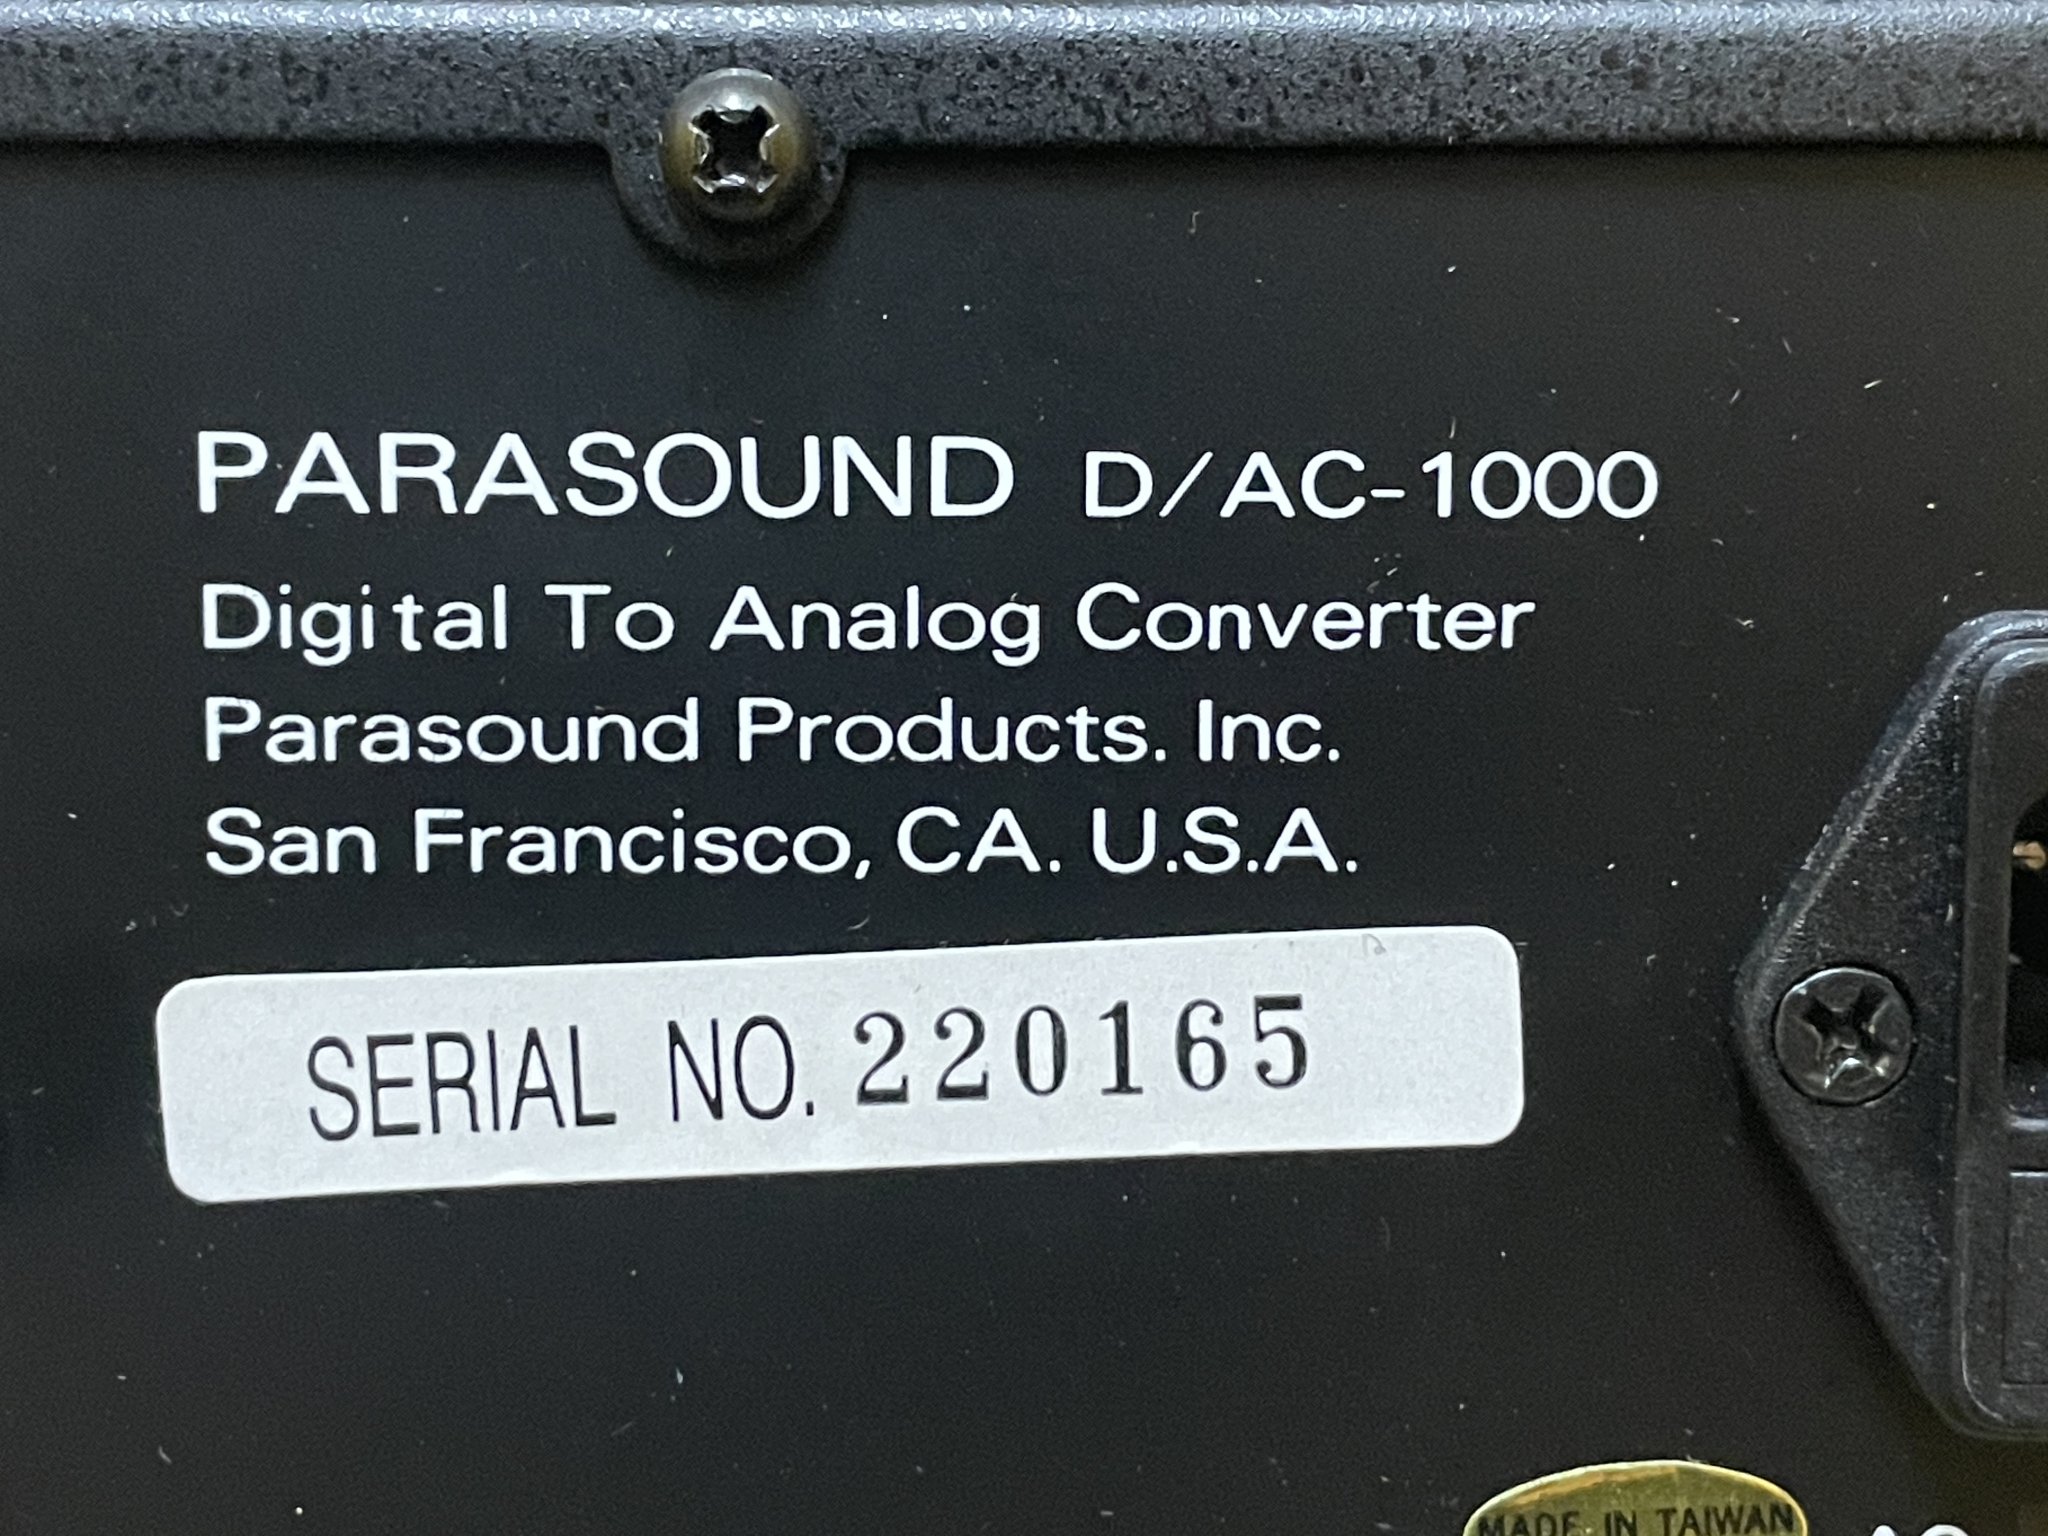 PARASOUND D/AC-1000
Digital To Analog Converter
Parasound Products. Inc.
San Francisco, CA. U.S.A.
SERIAL NO. 220165
MADE IN TAIWAN